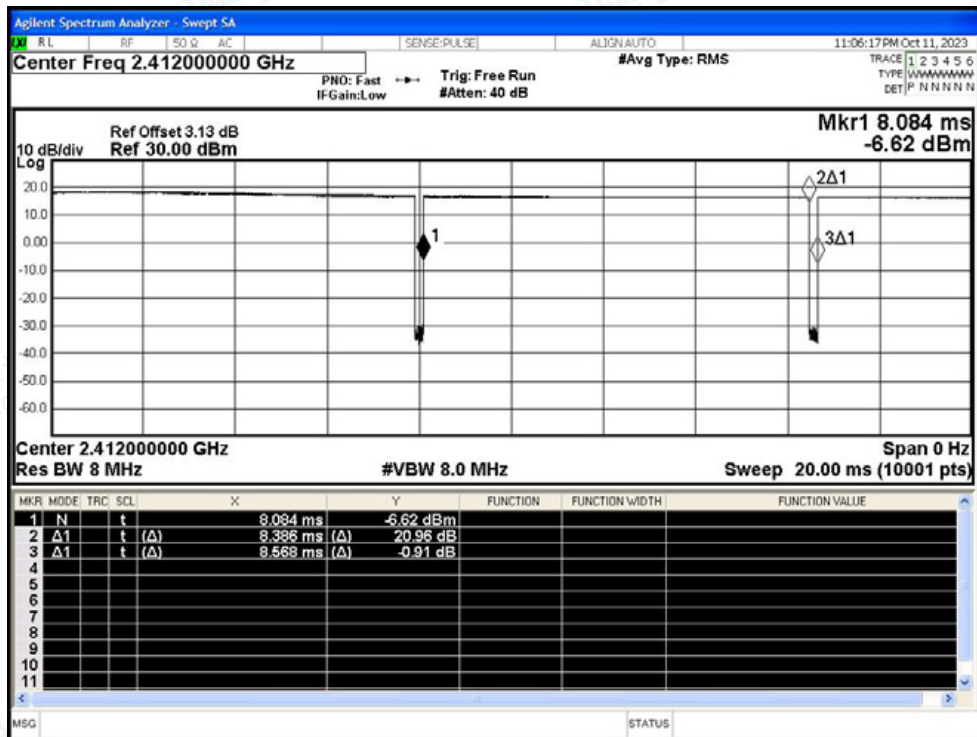 Agilent Spectrum Analyzer - Swept SA
LXI RL RF 50 Ω AC SENSE:PULSE ALIGNAUTO 11:06:17PM Oct 11, 2023
Center Freq 2.412000000 GHz #Avg Type: RMS TRACE 1 2 3 4 5 6
PNO: Fast Trig: Free Run TYPE WWWWWWW
IFGain:Low #Atten: 40 dB DET P N N N N N
Mkr1 8.084 ms
Ref Offset 3.13 dB
10 dB/div Ref 30.00 dBm -6.62 dBm
Log
20.0
2Δ1
10.0
1
3Δ1
0.00
-10.0
-20.0
-30.0
-40.0
-50.0
-60.0
Center 2.412000000 GHz Span 0 Hz
Res BW 8 MHz #VBW 8.0 MHz Sweep 20.00 ms (10001 pts)
MKR MODE TRC SCL X Y FUNCTION FUNCTION WIDTH FUNCTION VALUE
1 N t 8.084 ms -6.62 dBm
2 Δ1 t (Δ) 8.386 ms (Δ) 20.96 dB
3 Δ1 t (Δ) 8.568 ms (Δ) -0.91 dB
4
5
6
7
8
9
10
11
MSG STATUS